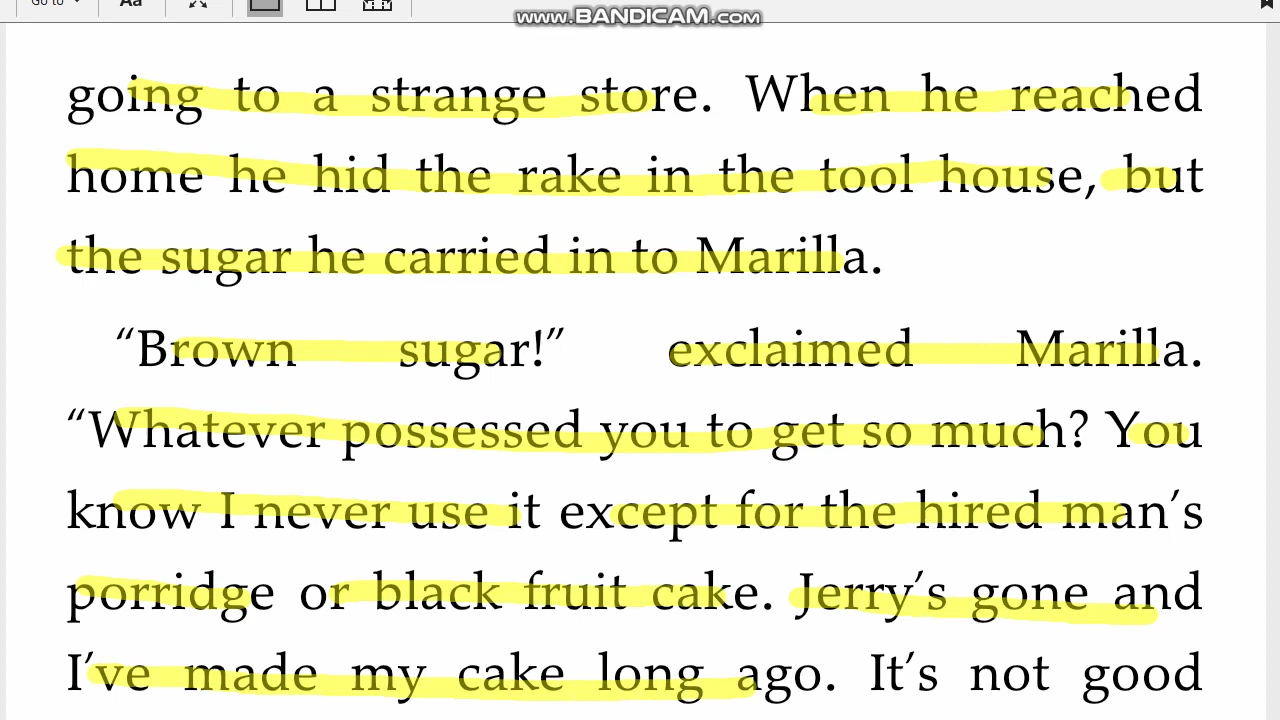 Go to Aa
www.BANDICAM.com
going to a strange store. When he reached
home he hid the rake in the tool house, but
the sugar he carried in to Marilla.
“Brown sugar!” exclaimed Marilla.
“Whatever possessed you to get so much? You
know I never use it except for the hired man’s
porridge or black fruit cake. Jerry’s gone and
I’ve made my cake long ago. It’s not good